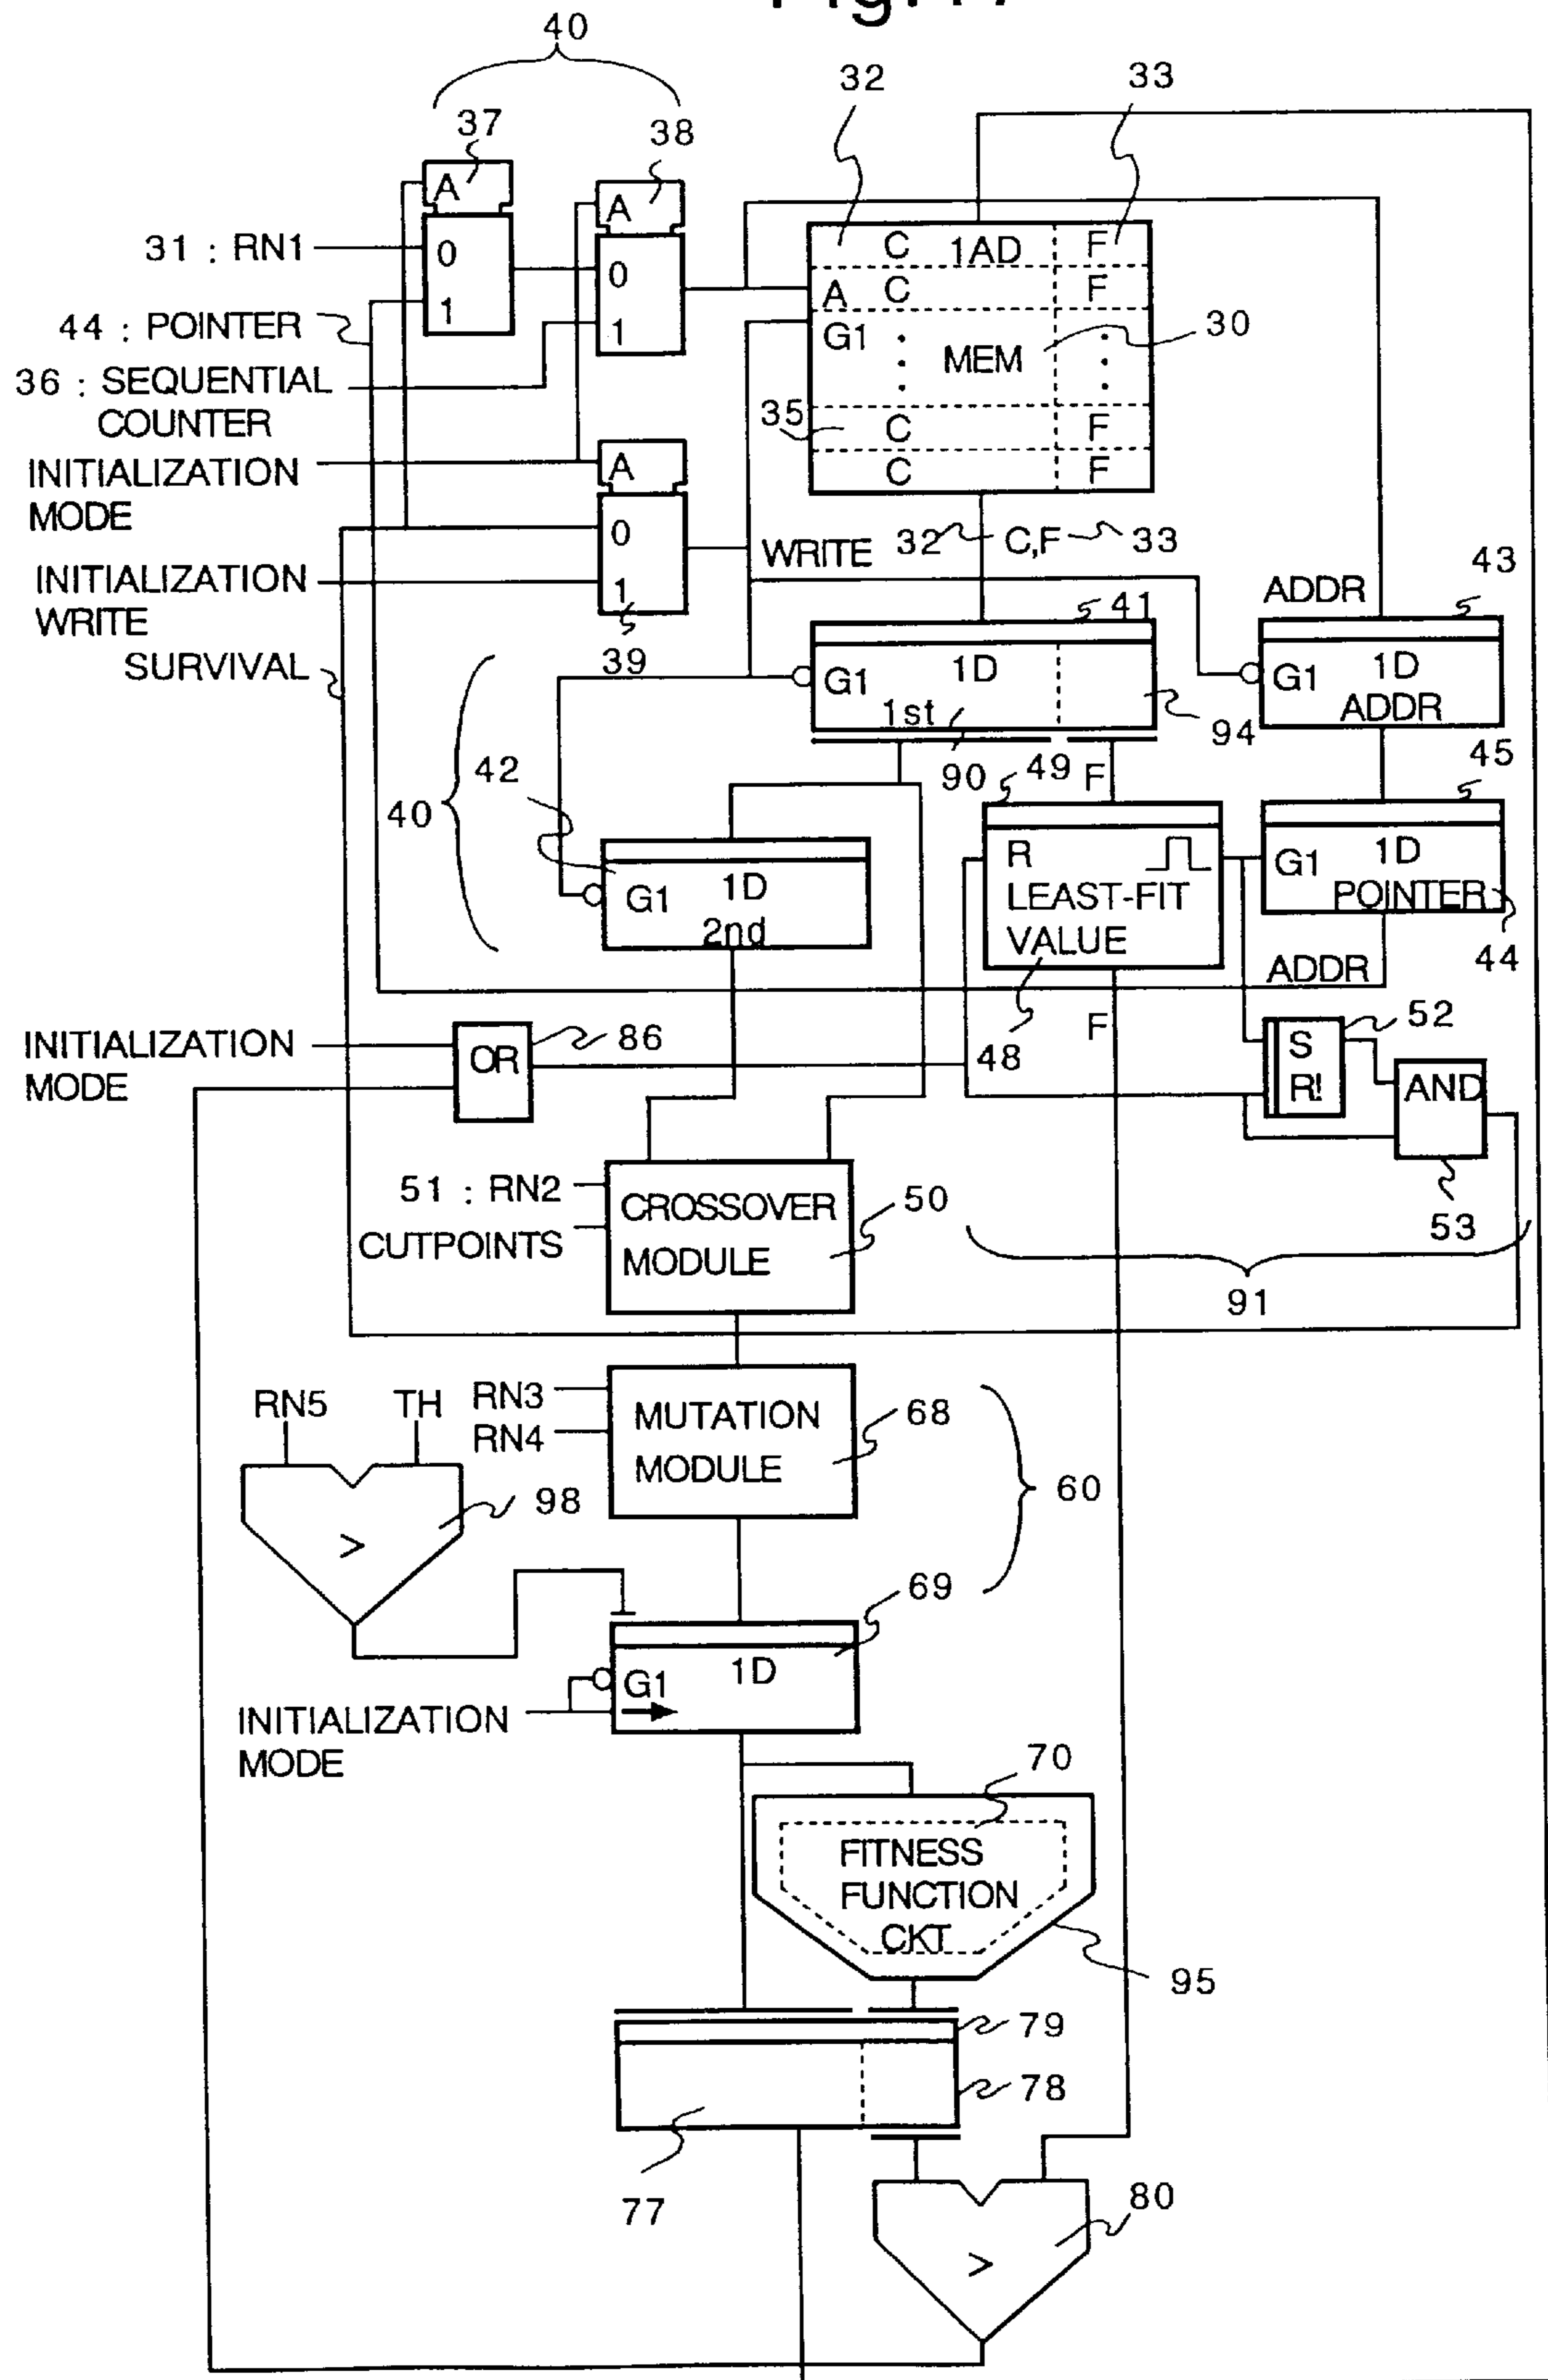 40
32
33
37
38
A
A
31 : RN1
0
1
0
1
44 : POINTER
36 : SEQUENTIAL
COUNTER
C 1AD F
A C F
G1 MEM
30
35 C F
C F
INITIALIZATION
MODE
A
0
1
INITIALIZATION
WRITE
WRITE
32 C,F 33
39
SURVIVAL
41
ADDR
43
G1 1D
1st
94
G1 1D
ADDR
90
49
F
45
40
42
G1 1D
2nd
R
LEAST-FIT
VALUE
G1 1D
POINTER
44
ADDR
48
F
INITIALIZATION
MODE
OR
86
S
R!
52
AND
53
51 : RN2
CUTPOINTS
CROSSOVER
MODULE
50
91
RN5
TH
RN3
RN4
MUTATION
MODULE
68
60
>
98
69
G1 1D
INITIALIZATION
MODE
70
FITNESS
FUNCTION
CKT
95
79
78
77
80
>